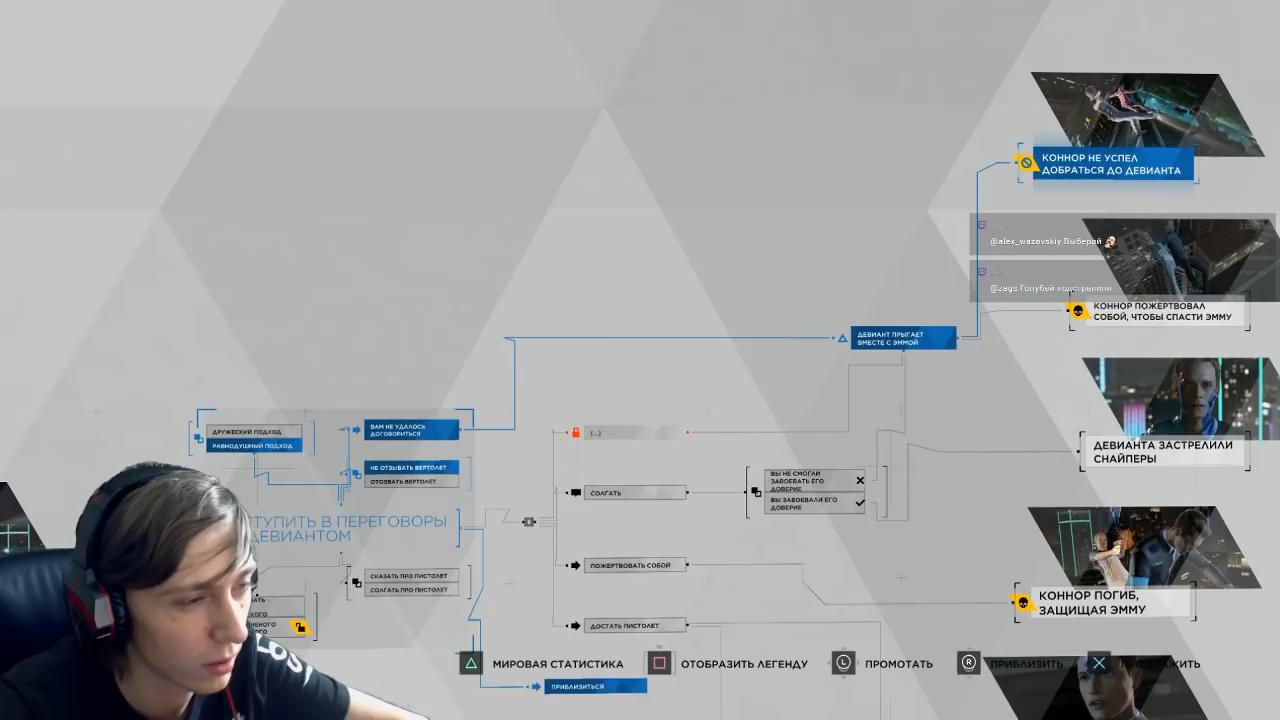 КОННОР НЕ УСПЕЛ
ДОБРАТЬСЯ ДО ДЕВИАНТА
@alex_wazovskiy Выберай
@zags Голубей подстрелили
КОННОР ПОЖЕРТВОВАЛ
СОБОЙ, ЧТОБЫ СПАСТИ ЭММУ
ДЕВИАНТ ПРЫГАЕТ
ВМЕСТЕ С ЭММОЙ
ДРУЖЕСКИЙ ПОДХОД
РАВНОДУШНЫЙ ПОДХОД
ВАМ НЕ УДАЛОСЬ
ДОГОВОРИТЬСЯ
НЕ ОТЗЫВАТЬ ВЕРТОЛЕТ
ОТОЗВАТЬ ВЕРТОЛЕТ
(...)
ДЕВИАНТА ЗАСТРЕЛИЛИ
СНАЙПЕРЫ
СОЛГАТЬ
ВЫ НЕ СМОГЛИ
ЗАВОЕВАТЬ ЕГО
ДОВЕРИЕ
ВЫ ЗАВОЕВАЛИ ЕГО
ДОВЕРИЕ
СТУПИТЬ В ПЕРЕГОВОРЫ
ДЕВИАНТОМ
СКАЗАТЬ ПРО ПИСТОЛЕТ
СОЛГАТЬ ПРО ПИСТОЛЕТ
ПОЖЕРТВОВАТЬ СОБОЙ
КОННОР ПОГИБ,
ЗАЩИЩАЯ ЭММУ
ДОСТАТЬ ПИСТОЛЕТ
МИРОВАЯ СТАТИСТИКА
ОТОБРАЗИТЬ ЛЕГЕНДУ
L ПРОМОТАТЬ
R ПРИБЛИЗИТЬ
ПРИБЛИЗИТЬСЯ